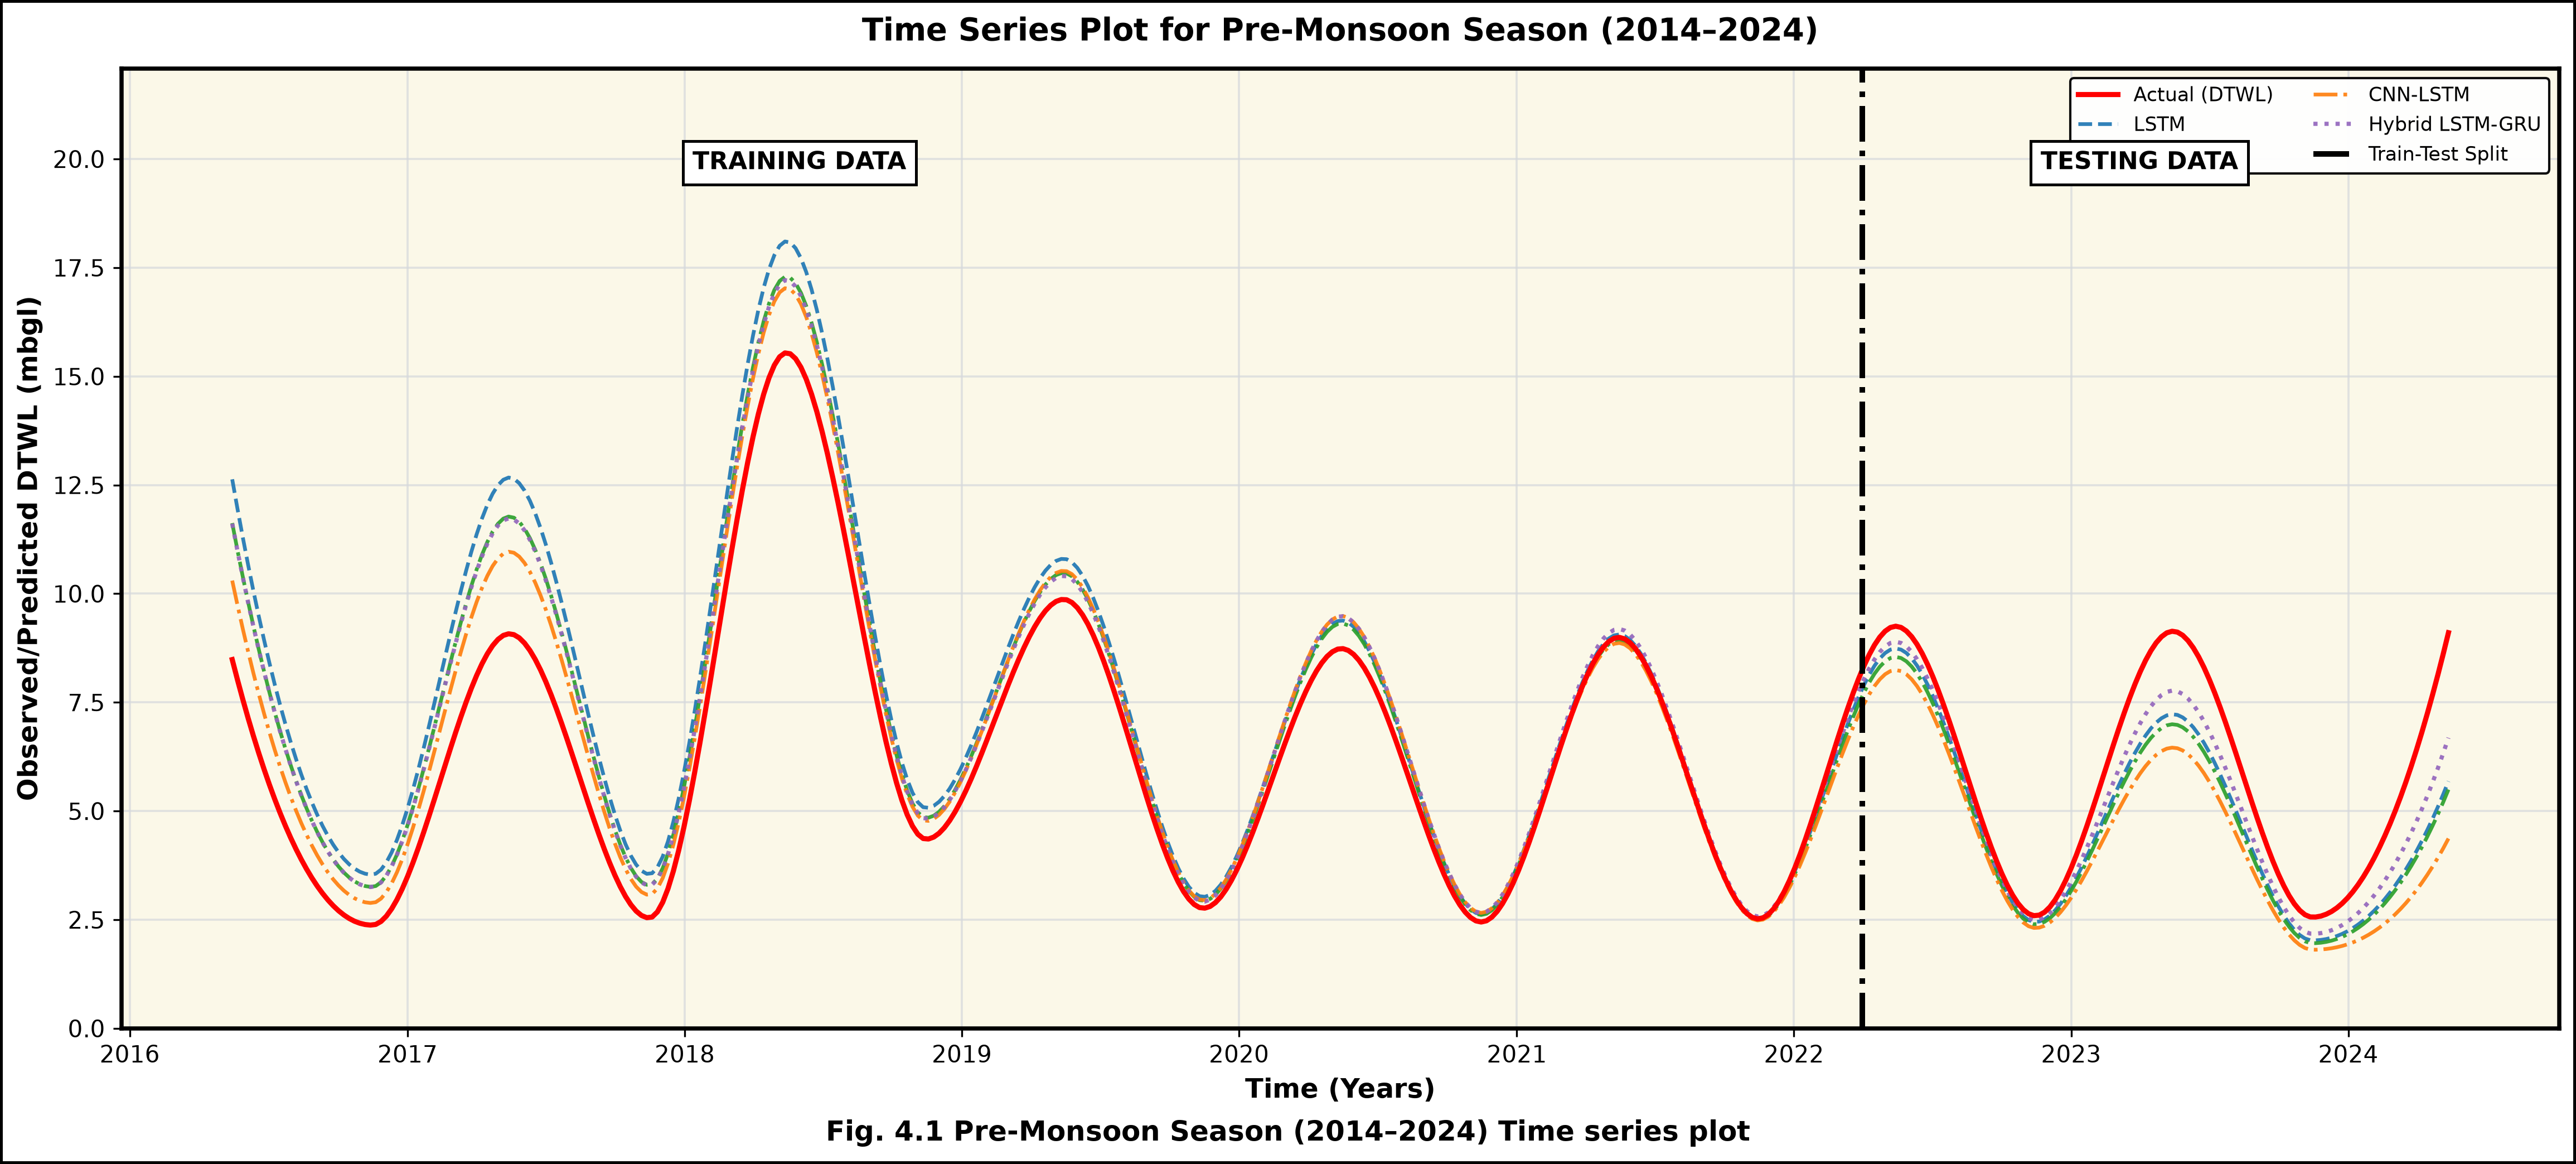 Time Series Plot for Pre-Monsoon Season (2014–2024)
Actual (DTWL)
LSTM
CNN-LSTM
Hybrid LSTM-GRU
Train-Test Split
TRAINING DATA
TESTING DATA
Observed/Predicted DTWL (mbgl)
20.0
17.5
15.0
12.5
10.0
7.5
5.0
2.5
0.0
2016 2017 2018 2019 2020 2021 2022 2023 2024
Time (Years)
Fig. 4.1 Pre-Monsoon Season (2014–2024) Time series plot